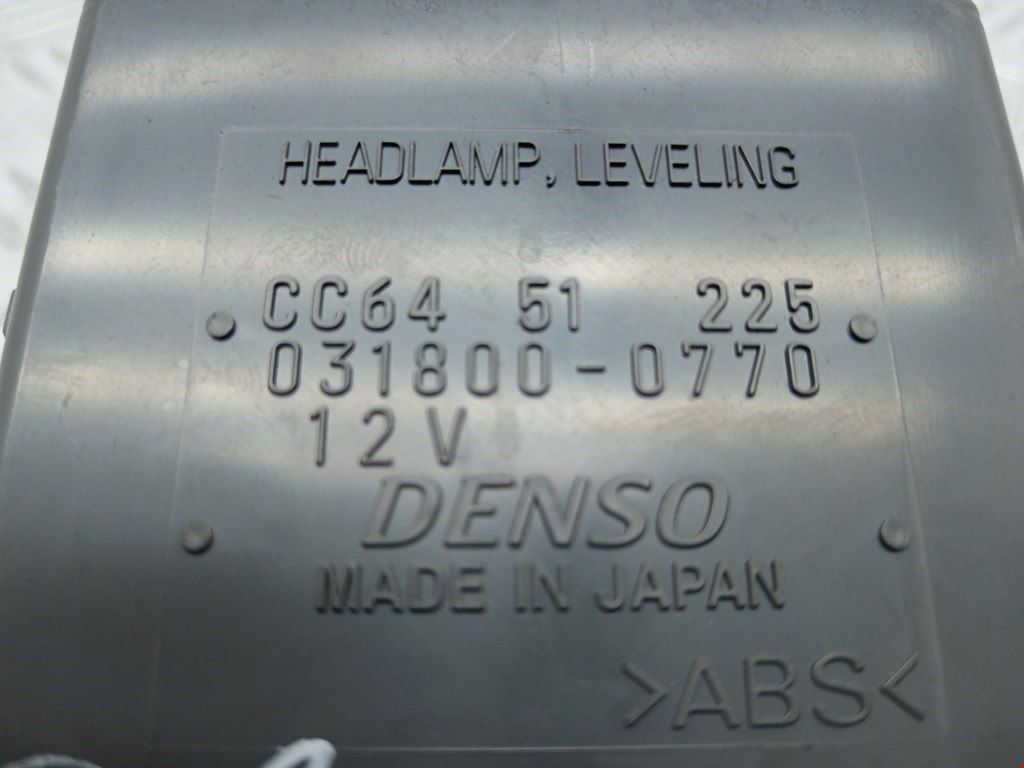 HEADLAMP, LEVELING
CC64 51 225
031800-0770
12V
DENSO
MADE IN JAPAN
>ABS<